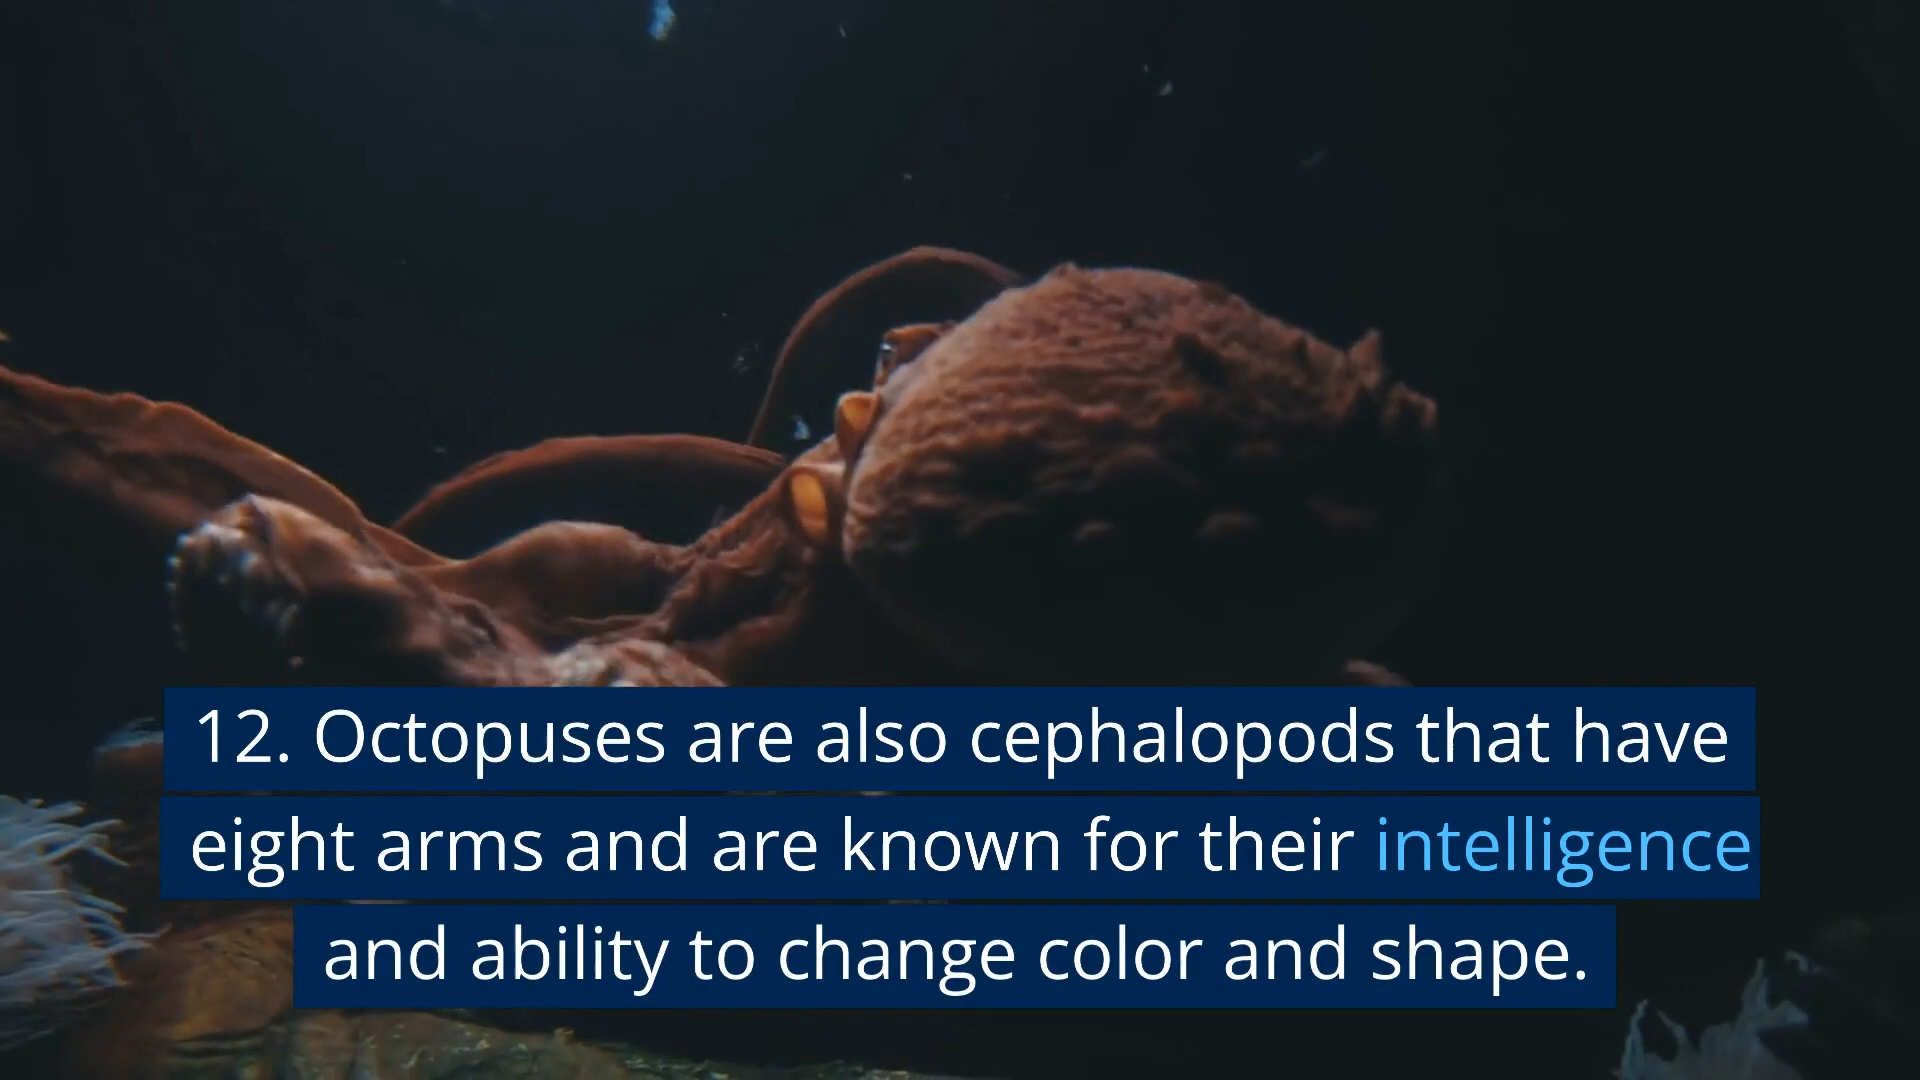 12. Octopuses are also cephalopods that have
eight arms and are known for their intelligence
and ability to change color and shape.